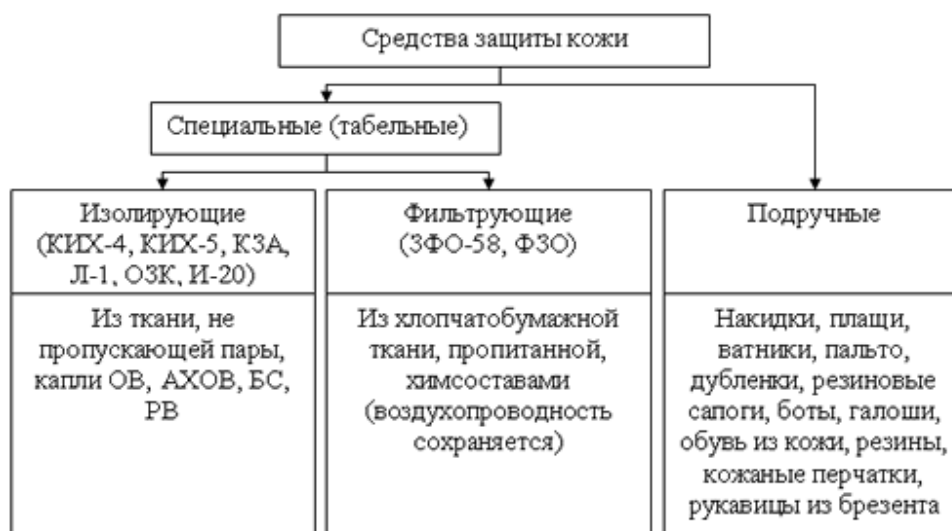 Средства защиты кожи
Специальные (табельные)
Изолирующие
(КИХ-4, КИХ-5, КЗА,
Л-1, ОЗК, И-20)
Фильтрующие
(ЗФО-58, ФЗО)
Подручные
Из ткани, не
пропускающей пары,
капли ОВ, АХОВ, БС,
РВ
Из хлопчатобумажной
ткани, пропитанной,
химсоставами
(воздухопроводность
сохраняется)
Накидки, плащи,
ватники, пальто,
дубленки, резиновые
сапоги, боты, галоши,
обувь из кожи, резины,
кожаные перчатки,
рукавицы из брезента